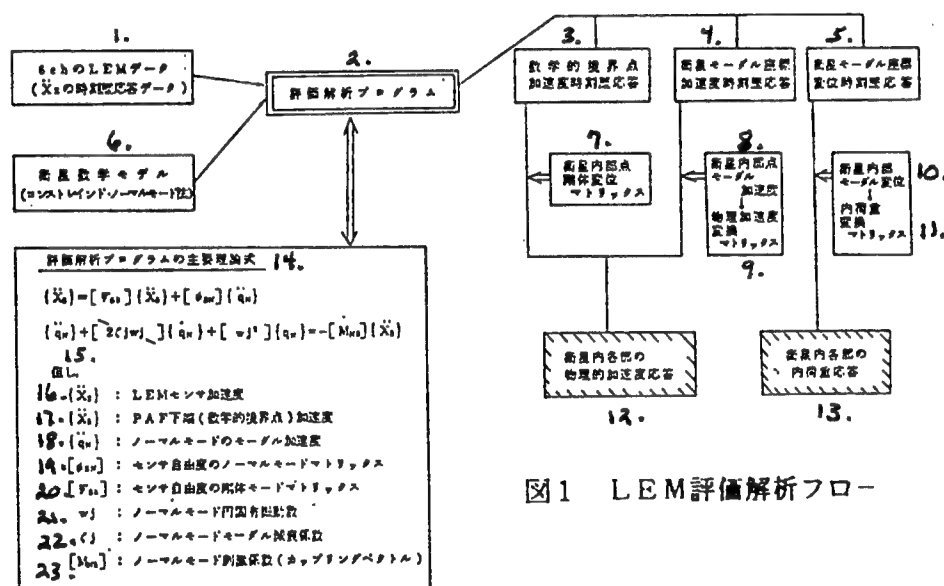 1.
6chのLEMデータ
(Ẍsの時刻歴応答データ)
2.
評価解析プログラム
3.
数学的境界点
加速度時刻歴応答
4.
衛星モーダル座標
加速度時刻歴応答
5.
衛星モーダル座標
変位時刻歴応答
6.
衛星数学モデル
(コンストレインド・ノーマルモード法)
7.
衛星内部点
剛体変位
マトリックス
8.
衛星内部点
モーダル
加速度
↓
物理加速度
変換
マトリックス
9.
衛星内部
モーダル変位
↓
内荷重
変換
マトリックス
10.
11.
衛星内各部の
物理的加速度応答
12.
衛星内各部の
内荷重応答
13.
評価解析プログラムの主要理論式 14.
15.
但し
16. : LEMセンサ加速度
17. : PAF下端(数学的境界点)加速度
18. {q̈N} : ノーマルモードのモーダル加速度
19. : センサ自由度のノーマルモードマトリックス
20. : センサ自由度の剛体モードマトリックス
21. wj : ノーマルモード円固有振動数
22. ζj : ノーマルモードモーダル減衰係数
23. : ノーマルモード刺激係数(カップリングベクトル)
図1 LEM評価解析フロー